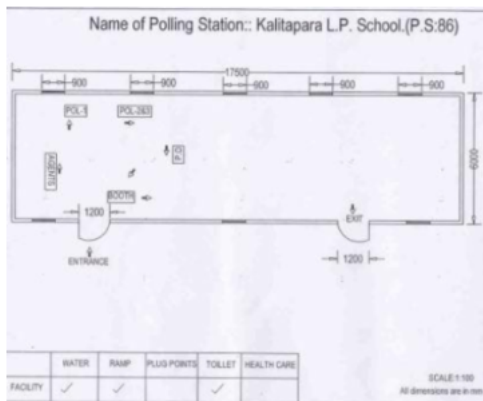 Name of Polling Station:: Kalitapara L.P. School.(P.S:86)
17500
900 900 900 900 900
POL-1 POL-2&3
6000
AGENTS
BOOTH
1200
EXIT
ENTRANCE
1200
WATER RAMP PLUG POINTS TOILLET HEALTH CARE
FACILITY ✓ ✓ ✓
SCALE:1:100
All dimensions are in mm